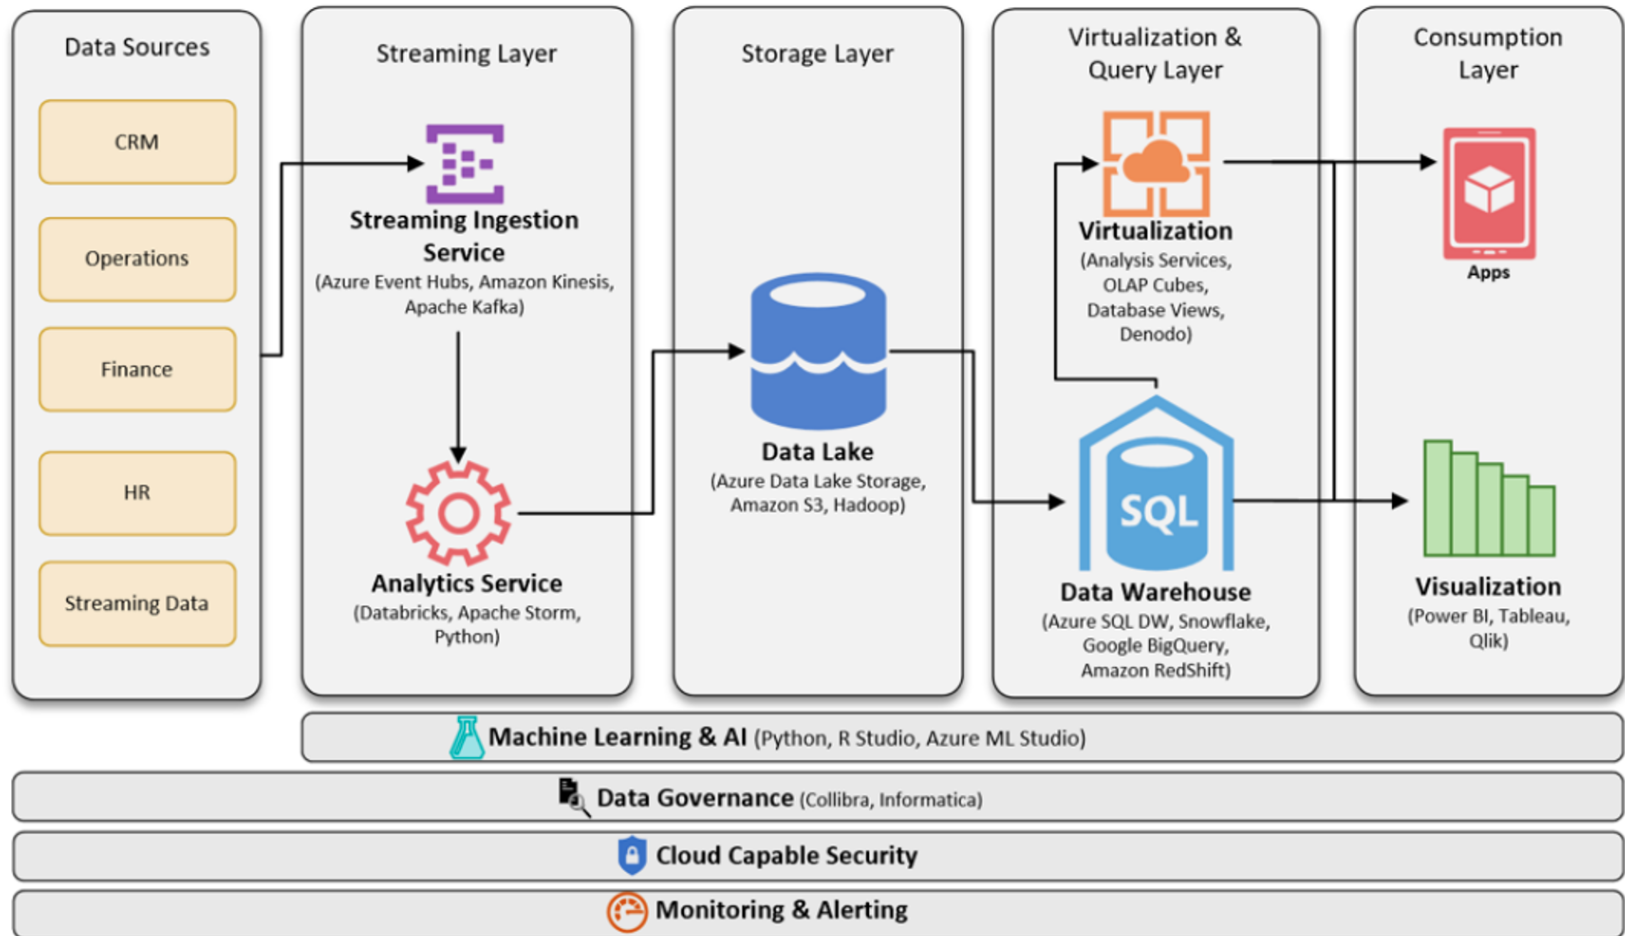 Data Sources
CRM
Operations
Finance
HR
Streaming Data
Streaming Layer
Streaming Ingestion
Service
(Azure Event Hubs, Amazon Kinesis,
Apache Kafka)
Analytics Service
(Databricks, Apache Storm,
Python)
Storage Layer
Data Lake
(Azure Data Lake Storage,
Amazon S3, Hadoop)
Virtualization &
Query Layer
Virtualization
(Analysis Services,
OLAP Cubes,
Database Views,
Denodo)
SQL
Data Warehouse
(Azure SQL DW, Snowflake,
Google BigQuery,
Amazon RedShift)
Consumption
Layer
Apps
Visualization
(Power BI, Tableau,
Qlik)
Machine Learning & AI (Python, R Studio, Azure ML Studio)
Data Governance (Collibra, Informatica)
Cloud Capable Security
Monitoring & Alerting